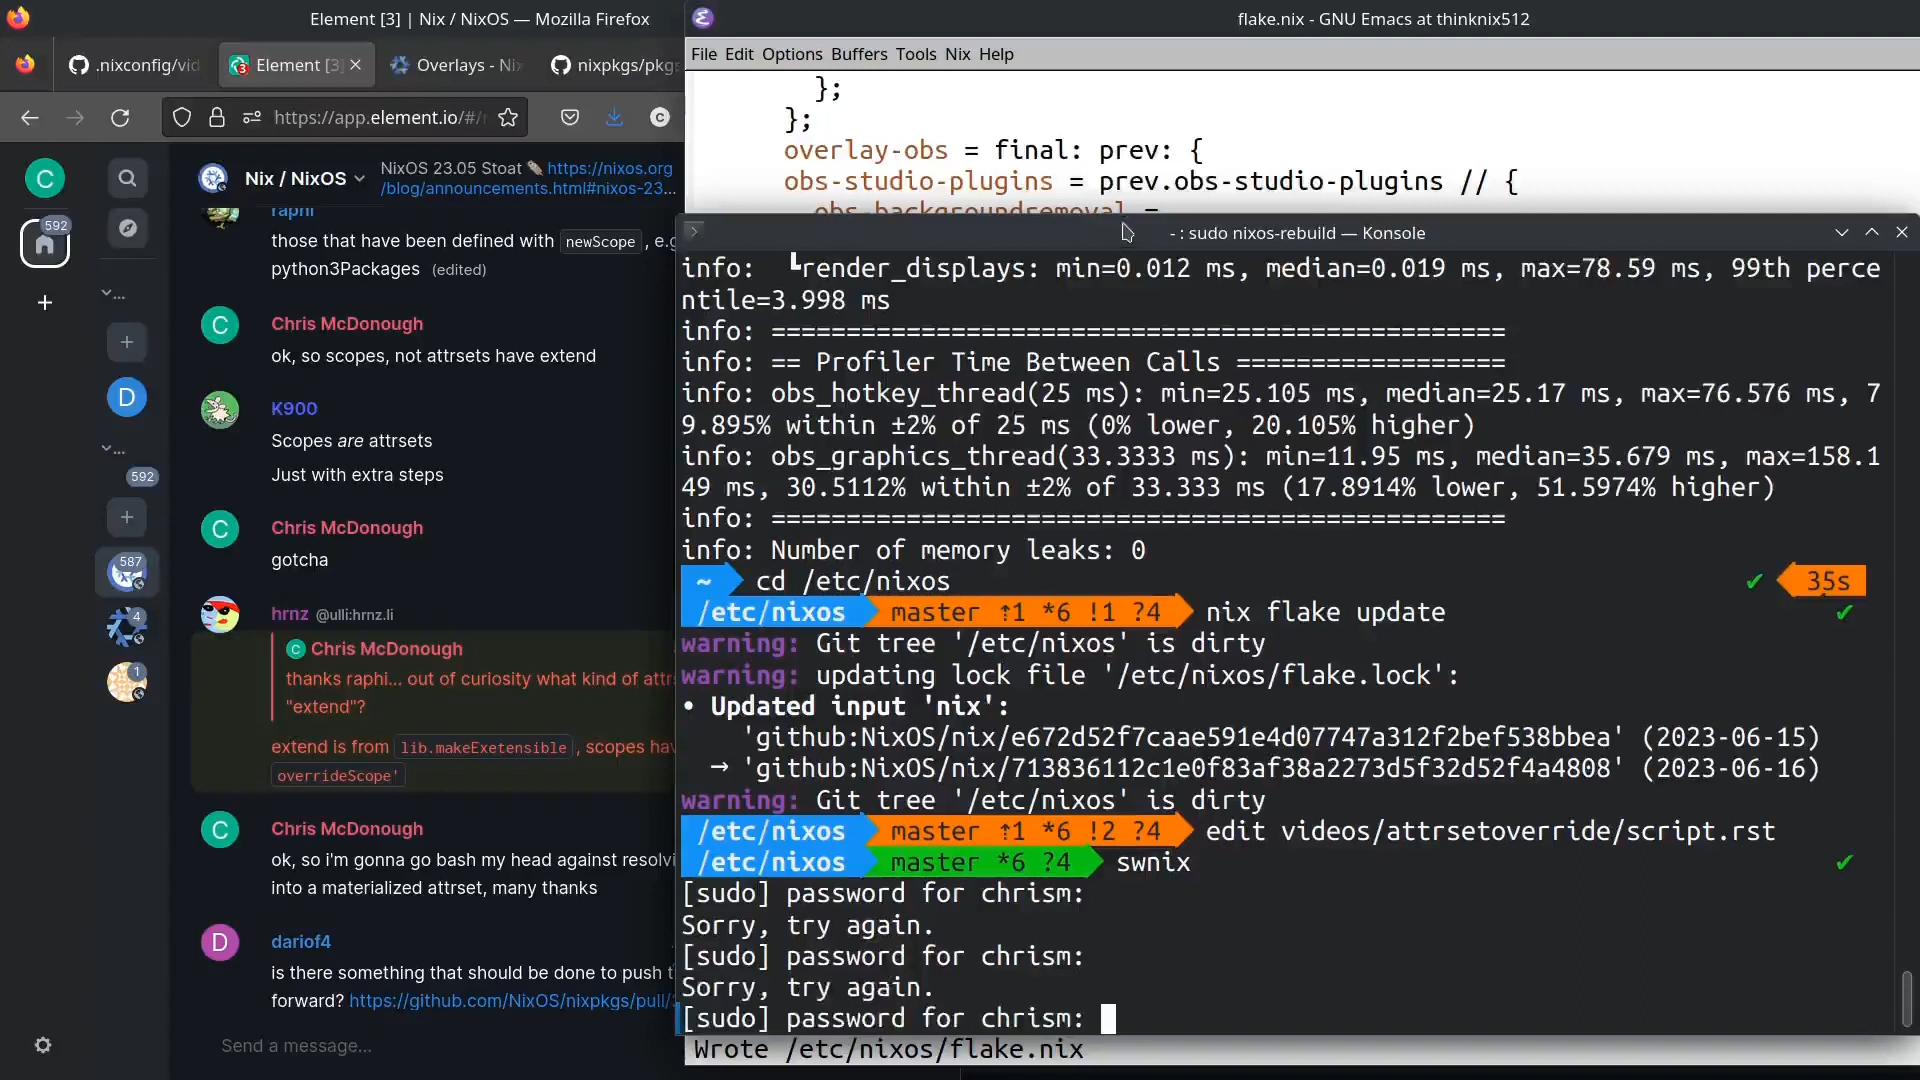 Element [3] | Nix / NixOS — Mozilla Firefox
.nixconfig/vid
Element [3]
Overlays - Nix
nixpkgs/pkgs
https://app.element.io/#/r
C
C
592
Nix / NixOS
NixOS 23.05 Stoat https://nixos.org
/blog/announcements.html#nixos-23...
raphi
those that have been defined with newScope , e.g
python3Packages (edited)
Chris McDonough
ok, so scopes, not attrsets have extend
K900
Scopes are attrsets
Just with extra steps
Chris McDonough
gotcha
hrnz @ulli:hrnz.li
Chris McDonough
thanks raphi... out of curiosity what kind of attr
"extend"?
extend is from lib.makeExetensible , scopes hav
overrideScope'
Chris McDonough
ok, so i'm gonna go bash my head against resolvi
into a materialized attrset, many thanks
dariof4
is there something that should be done to push t
forward? https://github.com/NixOS/nixpkgs/pull/
Send a message...
D
592
587
4
1
C
C
C
C
D
flake.nix - GNU Emacs at thinknix512
File Edit Options Buffers Tools Nix Help
};
};
overlay-obs = final: prev: {
obs-studio-plugins = prev.obs-studio-plugins // {
obs-backgroundremoval =
- : sudo nixos-rebuild — Konsole
info: ┗render_displays: min=0.012 ms, median=0.019 ms, max=78.59 ms, 99th perce
ntile=3.998 ms
info: =================================================
info: == Profiler Time Between Calls ==================
info: obs_hotkey_thread(25 ms): min=25.105 ms, median=25.17 ms, max=76.576 ms, 7
9.895% within ±2% of 25 ms (0% lower, 20.105% higher)
info: obs_graphics_thread(33.3333 ms): min=11.95 ms, median=35.679 ms, max=158.1
49 ms, 30.5112% within ±2% of 33.333 ms (17.8914% lower, 51.5974% higher)
info: =================================================
info: Number of memory leaks: 0
~ cd /etc/nixos ✔ 35s
/etc/nixos master ⇡1 *6 !1 ?4 nix flake update ✔
warning: Git tree '/etc/nixos' is dirty
warning: updating lock file '/etc/nixos/flake.lock':
• Updated input 'nix':
'github:NixOS/nix/e672d52f7caae591e4d07747a312f2bef538bbea' (2023-06-15)
→ 'github:NixOS/nix/713836112c1e0f83af38a2273d5f32d52f4a4808' (2023-06-16)
warning: Git tree '/etc/nixos' is dirty
/etc/nixos master ⇡1 *6 !2 ?4 edit videos/attrsetoverride/script.rst
/etc/nixos master *6 ?4 swnix ✔
[sudo] password for chrism:
Sorry, try again.
[sudo] password for chrism:
Sorry, try again.
[sudo] password for chrism:
Wrote /etc/nixos/flake.nix